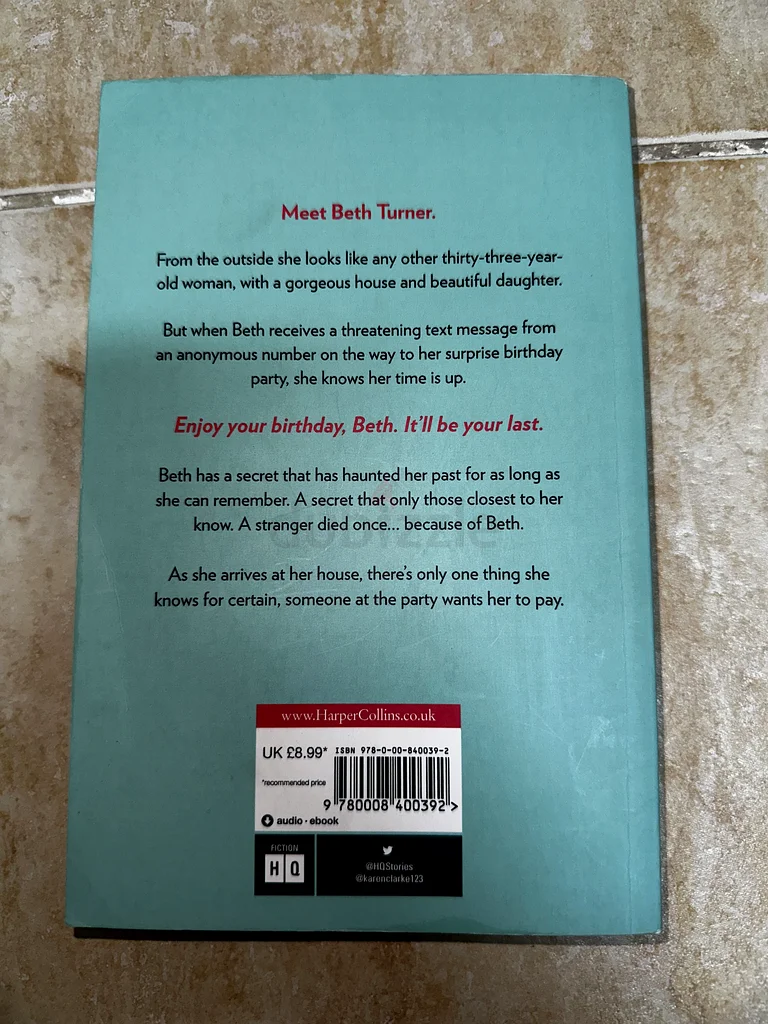 Meet Beth Turner.
From the outside she looks like any other thirty-three-year-
old woman, with a gorgeous house and beautiful daughter.
But when Beth receives a threatening text message from
an anonymous number on the way to her surprise birthday
party, she knows her time is up.
Enjoy your birthday, Beth. It'll be your last.
Beth has a secret that has haunted her past for as long as
she can remember. A secret that only those closest to her
know. A stranger died once... because of Beth.
dubizzle
As she arrives at her house, there's only one thing she
knows for certain, someone at the party wants her to pay.
www.HarperCollins.co.uk
UK £8.99* ISBN 978-0-00-840039-2
*recommended price
9 780008 400392 >
audio · ebook
FICTION
HQ
@HQStories
@karenclarke123